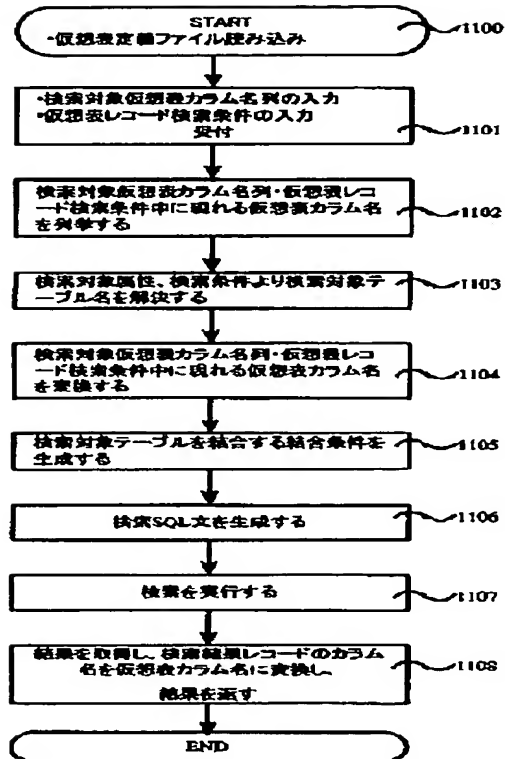 START
・仮想表定義ファイル読み込み
1100
・検索対象仮想表カラム名列の入力
・仮想表レコード検索条件の入力
受付
1101
検索対象仮想表カラム名列・仮想表レコ
ード検索条件中に現れる仮想表カラム名
を列挙する
1102
検索対象属性、検索条件より検索対象テ
ーブル名を解決する
1103
検索対象仮想表カラム名列・仮想表レコ
ード検索条件中に現れる仮想表カラム名
を変換する
1104
検索対象テーブルを結合する結合条件を
生成する
1105
検索SQL文を生成する
1106
検索を実行する
1107
結果を取得し、検索結果レコードのカラム
名を仮想表カラム名に変換し、
結果を返す
1108
END